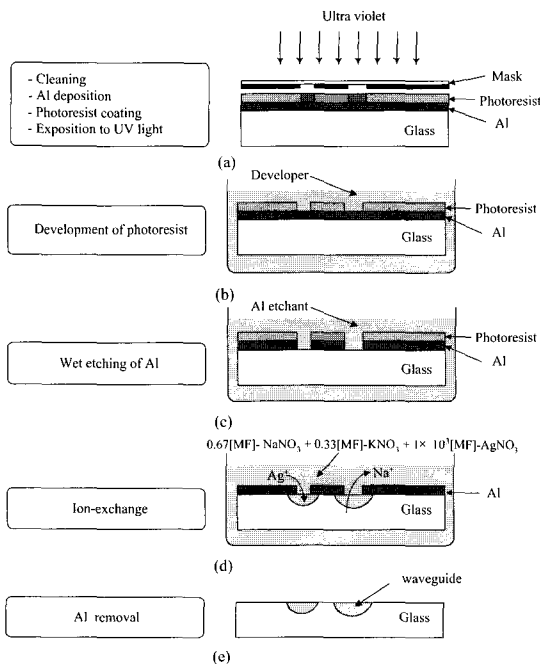 Ultra violet
- Cleaning
- Al deposition
- Photoresist coating
- Exposition to UV light
Mask
Photoresist
Al
Glass
(a)
Developer
Development of photoresist
Photoresist
Al
Glass
(b)
Al etchant
Wet etching of Al
Photoresist
Al
Glass
(c)
0.67[MF]- NaNO₃ + 0.33[MF]-KNO₃ + 1× 10³[MF]-AgNO₃
Ag⁺
Na⁺
Ion-exchange
Al
Glass
(d)
waveguide
Al removal
Glass
(e)